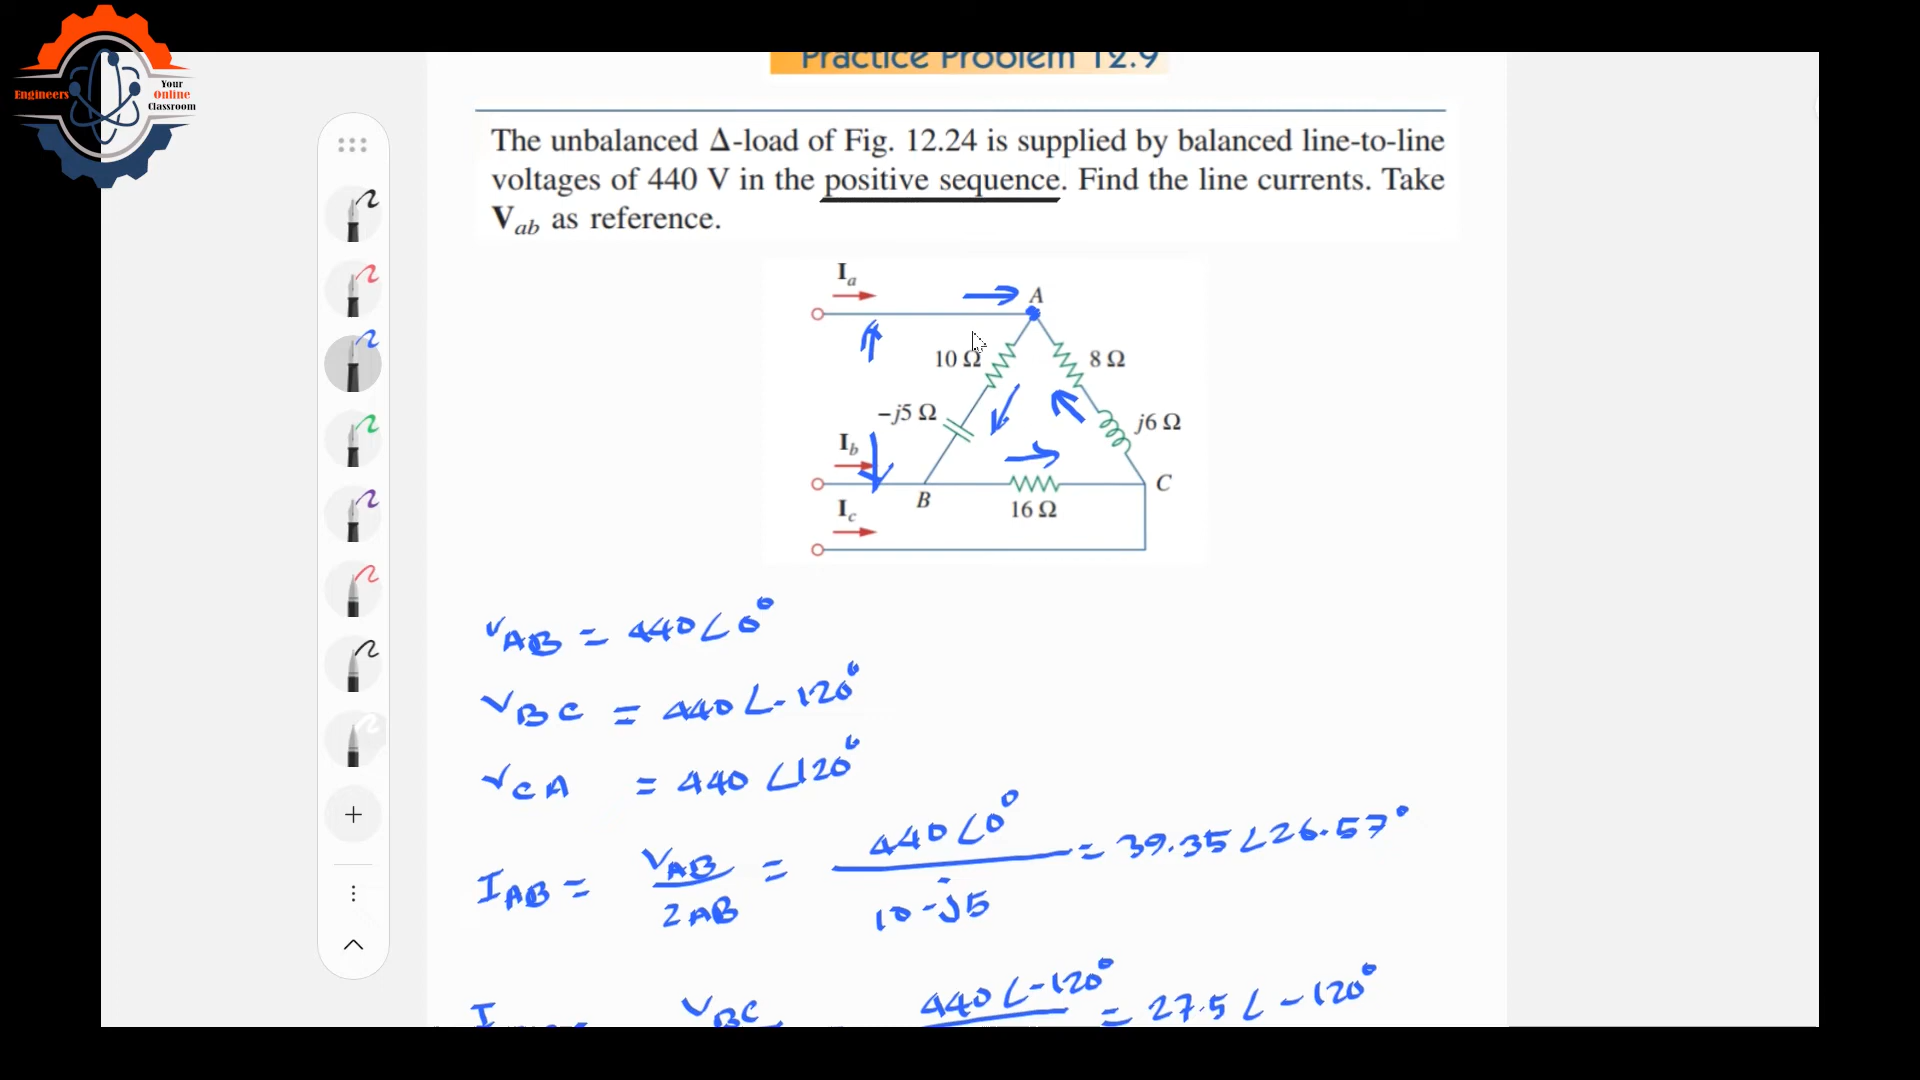 Engineers
Your
Online
Classroom
Practice Problem 12.9
The unbalanced Δ-load of Fig. 12.24 is supplied by balanced line-to-line
voltages of 440 V in the positive sequence. Find the line currents. Take
Vab as reference.
Ia
A
10 Ω
8 Ω
-j5 Ω
j6 Ω
Ib
B
C
16 Ω
Ic
VAB = 440∠0°
VBC = 440∠-120°
VCA = 440∠120°
IAB = VAB/ZAB = 440∠0°/10-j5 = 39.35∠26.57°
I VBC 440∠-120° = 27.5∠-120°